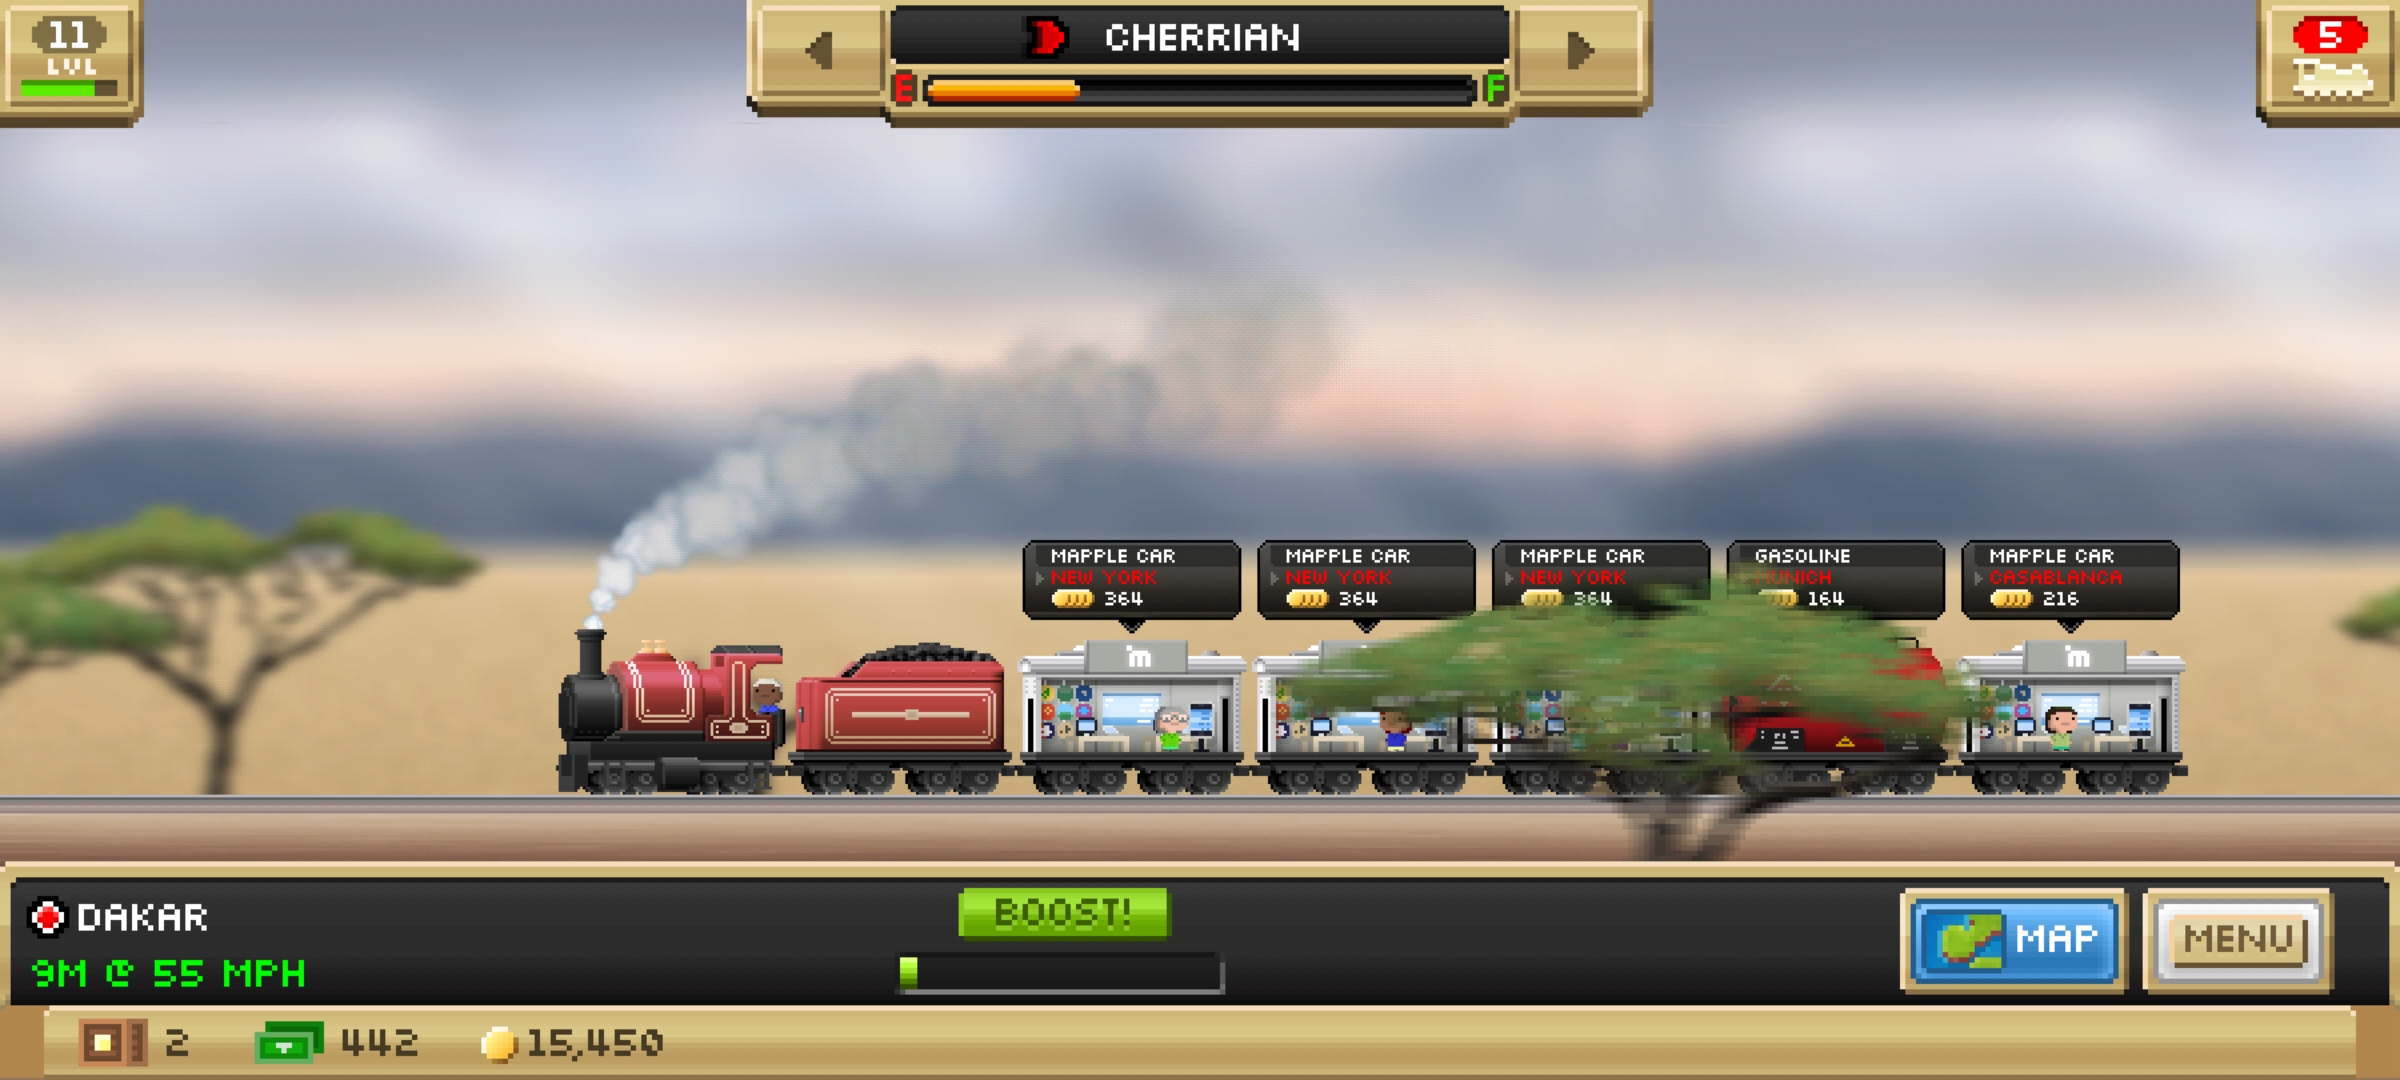 11
LVL
CHERRIAN
E F
5
MAPPLE CAR
NEW YORK
364
MAPPLE CAR
NEW YORK
364
MAPPLE CAR
NEW YORK
364
GASOLINE
MUNICH
164
MAPPLE CAR
CASABLANCA
216
m
m
DAKAR
9M @ 55 MPH
BOOST!
MAP
MENU
2
442
15,450